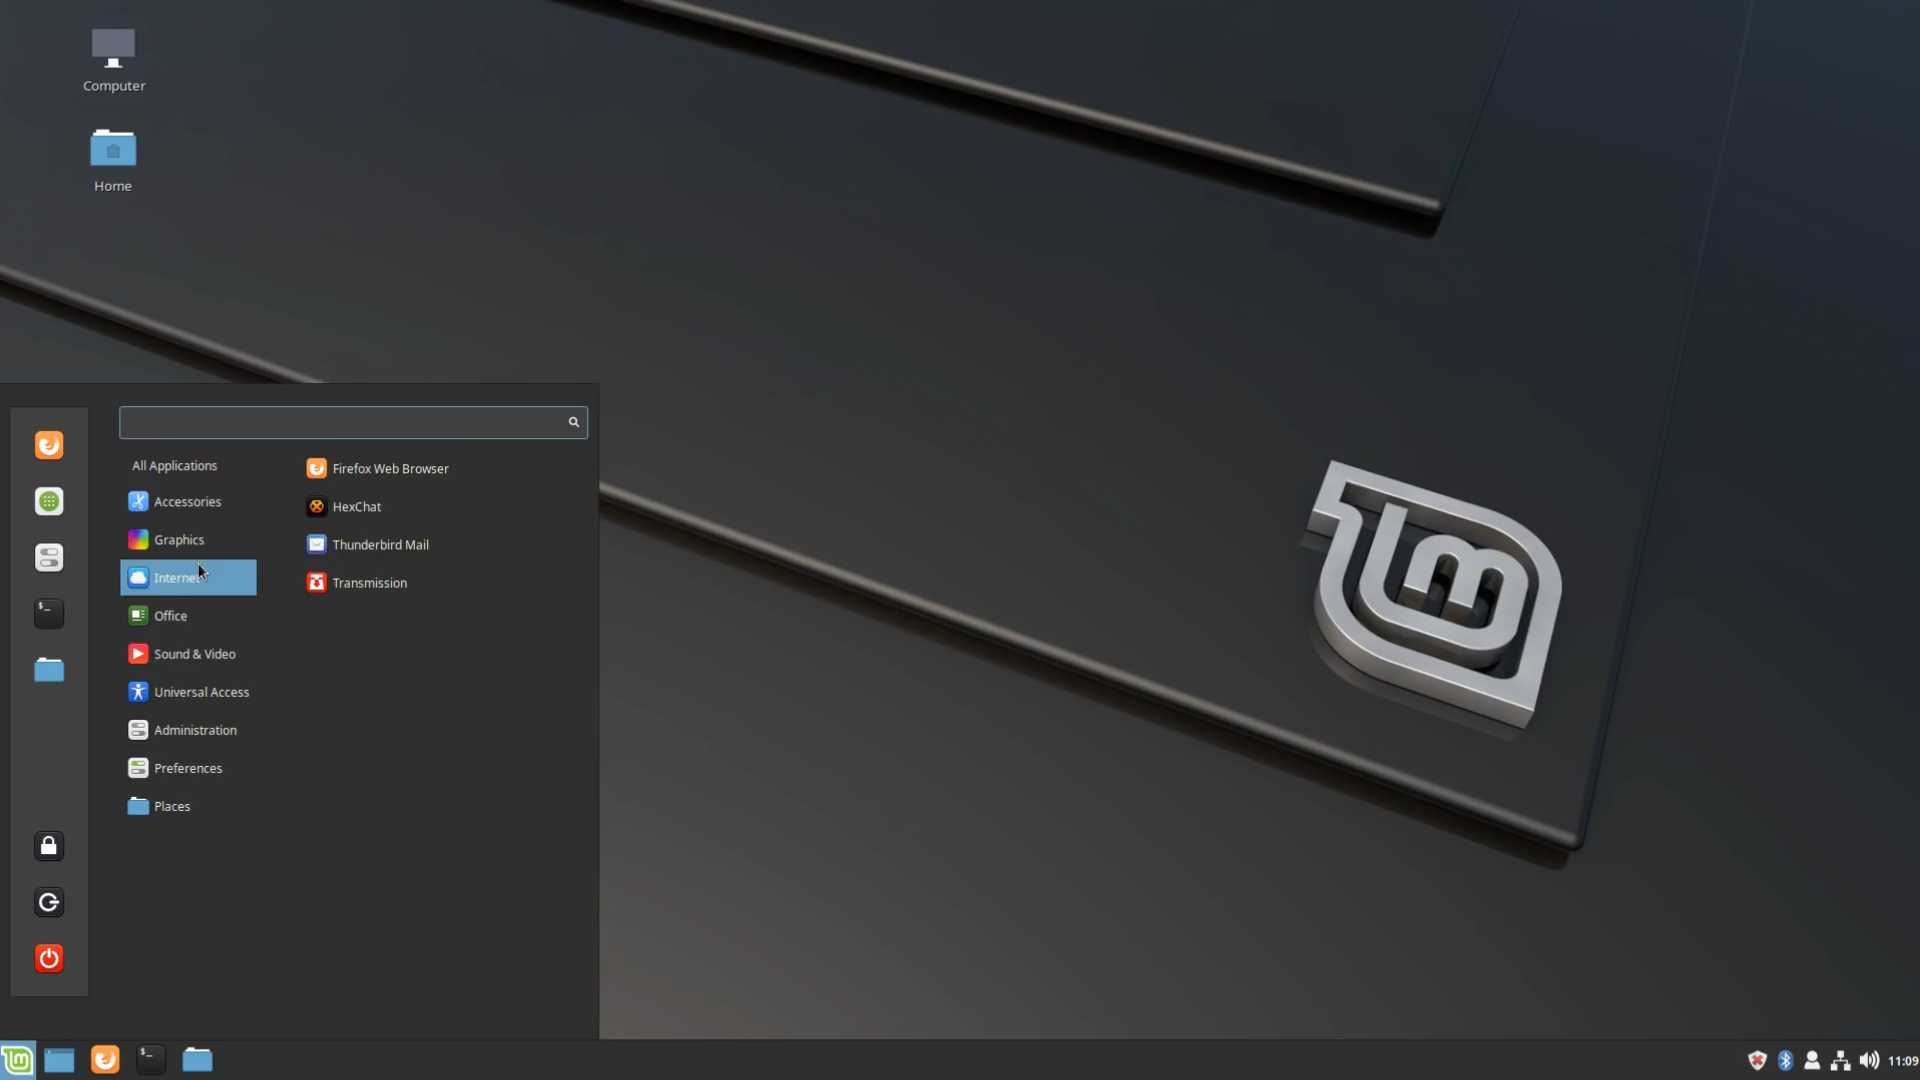 Computer
Home
All Applications
Accessories
Graphics
Internet
Office
Sound & Video
Universal Access
Administration
Preferences
Places
Firefox Web Browser
HexChat
Thunderbird Mail
Transmission
$_
$_
11:09